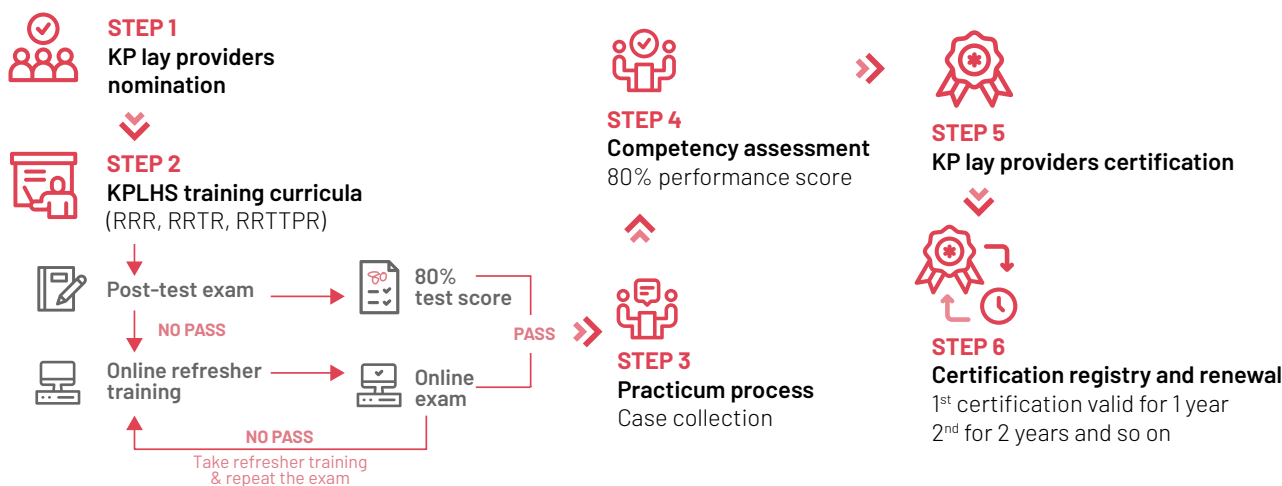 STEP 1
KP lay providers
nomination
STEP 2
KPLHS training curricula
(RRR, RRTR, RRTTPR)
Post-test exam
80
80%
test score
NO PASS
PASS
Online refresher
training
Online
exam
NO PASS
Take refresher training
& repeat the exam
STEP 3
Practicum process
Case collection
STEP 4
Competency assessment
80% performance score
STEP 5
KP lay providers certification
STEP 6
Certification registry and renewal
1st certification valid for 1 year
2nd for 2 years and so on